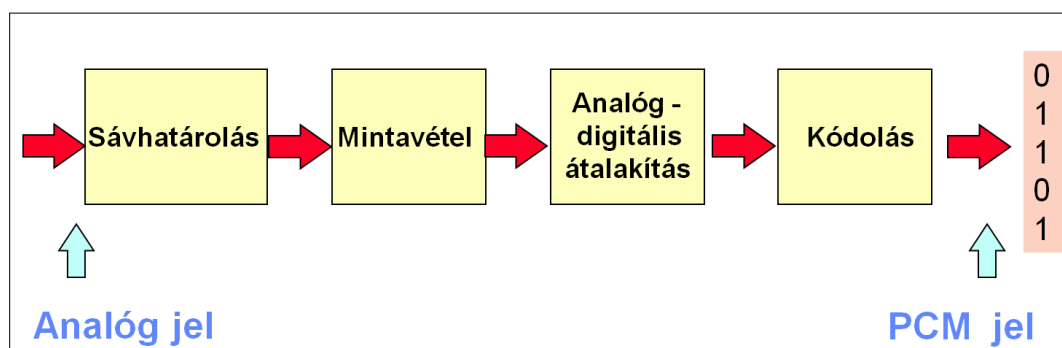 Sávhatárolás
Mintavétel
Analóg -
digitális
átalakítás
Kódolás
0
1
1
0
1
Analóg jel
PCM jel